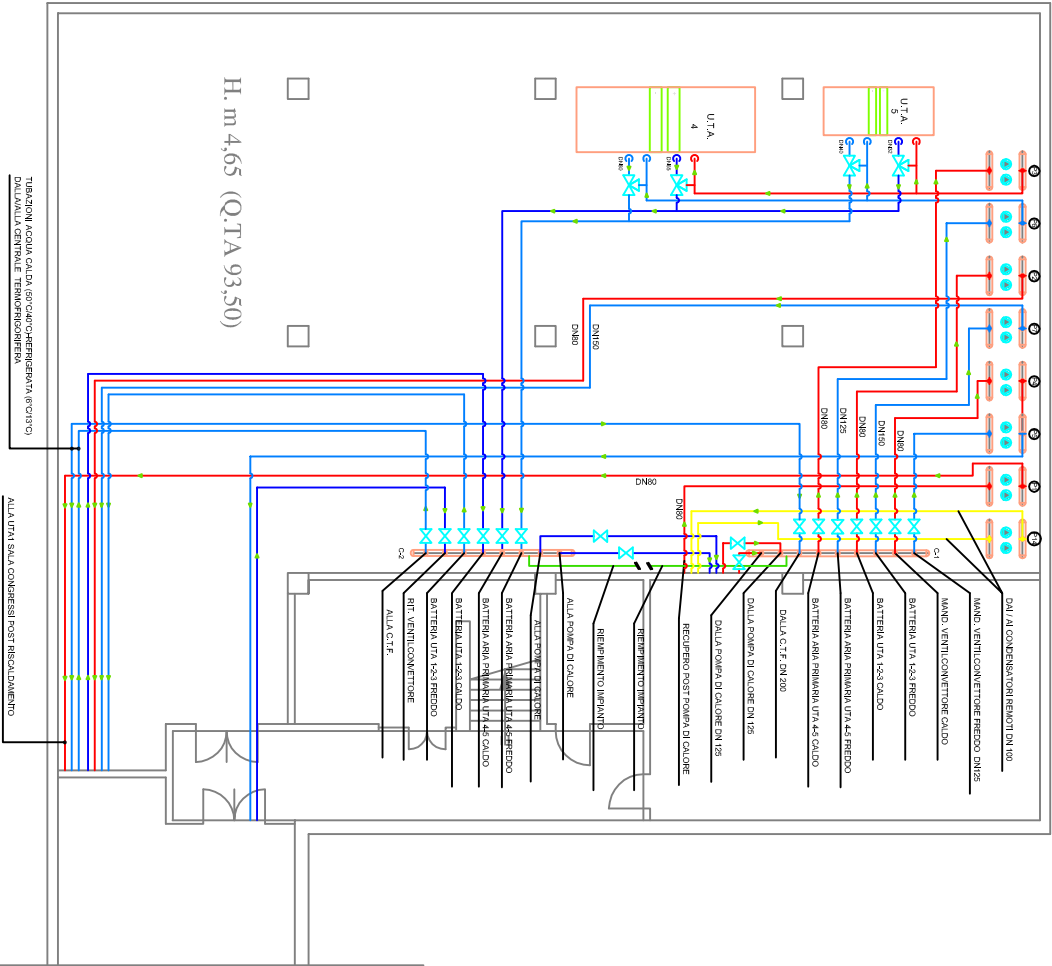 H. m 4,65 (Q.TA 93,50)
U.T.A.
4
U.T.A.
5
DN80
DN65
DN40
DN32
DN150
DN80
DN80
DN125
DN80
DN150
DN80
DN80
DN80
C-2
C-1
TUBAZIONI ACQUA CALDA (50°C/40°C)-REFRIGERATA (6°C/13°C)
DALLA/ALLA CENTRALE TERMOFRIGORIFERA
ALLA UTA1 SALA CONGRESSI POST RISCALDAMENTO
ALLA C.T.F.
RIT. VENTILCONVETTORE
BATTERIA UTA 1-2-3 FREDDO
BATTERIA UTA 1-2-3 CALDO
BATTERIA ARIA PRIMARIA UTA 4-5 CALDO
BATTERIA ARIA PRIMARIA UTA 4-5 FREDDO
ALLA POMPA DI CALORE
ALLA POMPA DI CALORE
RIEMPIMENTO IMPIANTO
RIEMPIMENTO IMPIANTO
RECUPERO POST POMPA DI CALORE
DALLA POMPA DI CALORE DN 125
DALLA POMPA DI CALORE DN 125
DALLA C.T.F. DN 200
BATTERIA ARIA PRIMARIA UTA 4-5 CALDO
BATTERIA ARIA PRIMARIA UTA 4-5 FREDDO
BATTERIA UTA 1-2-3 CALDO
BATTERIA UTA 1-2-3 FREDDO
MAND. VENTILCONVETTORE CALDO
MAND. VENTILCONVETTORE FREDDO DN125
DAI / AI CONDENSATORI REMOTI DN 100